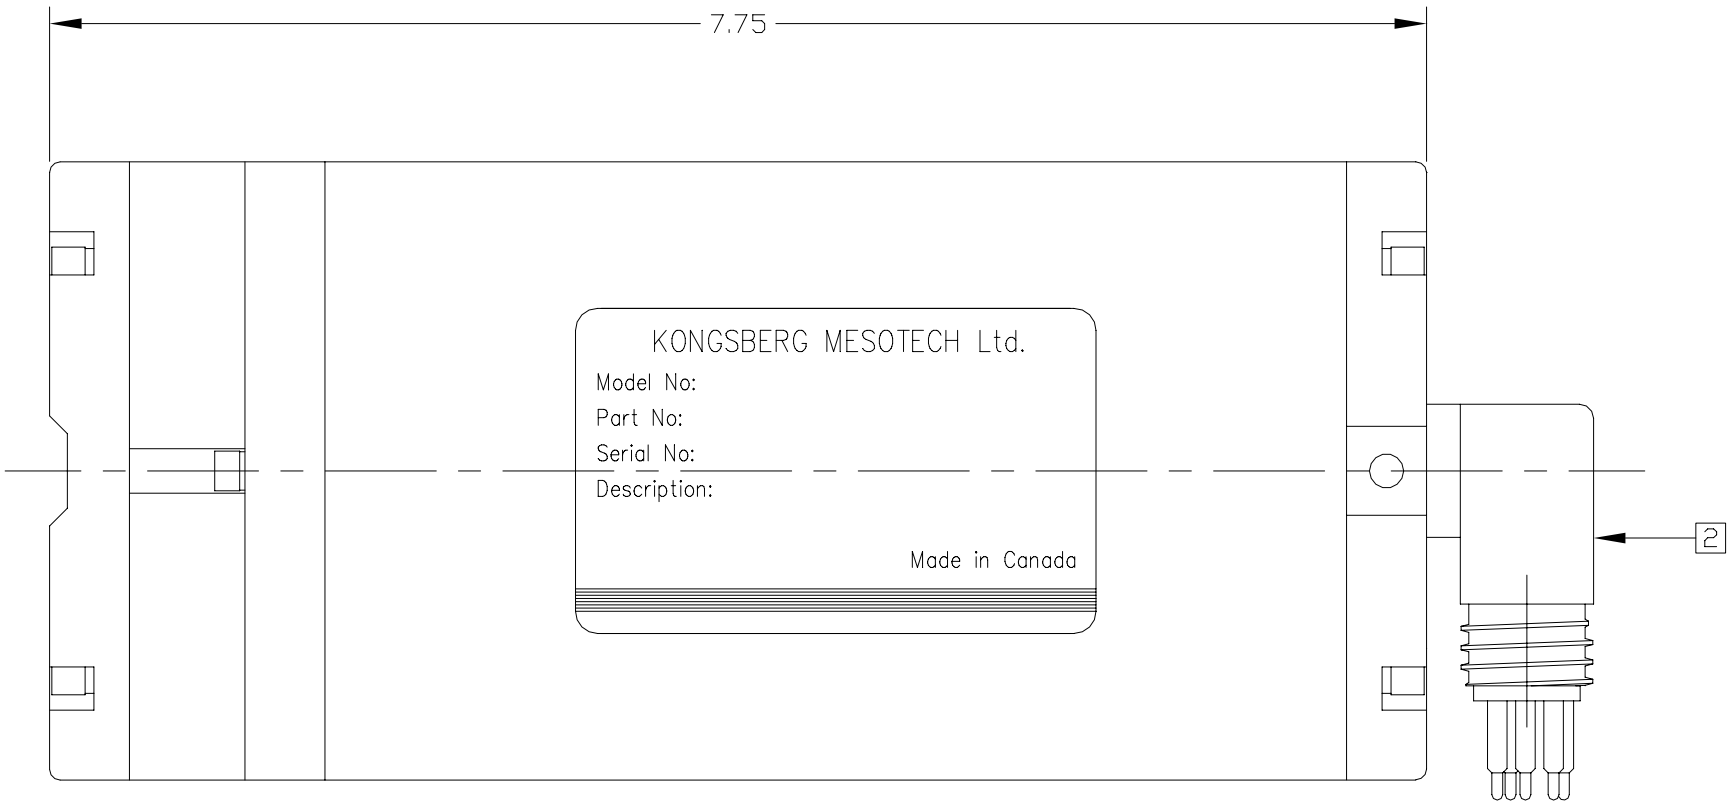 7.75
KONGSBERG MESOTECH Ltd.
Model No:
Part No:
Serial No:
Description:
Made in Canada
2